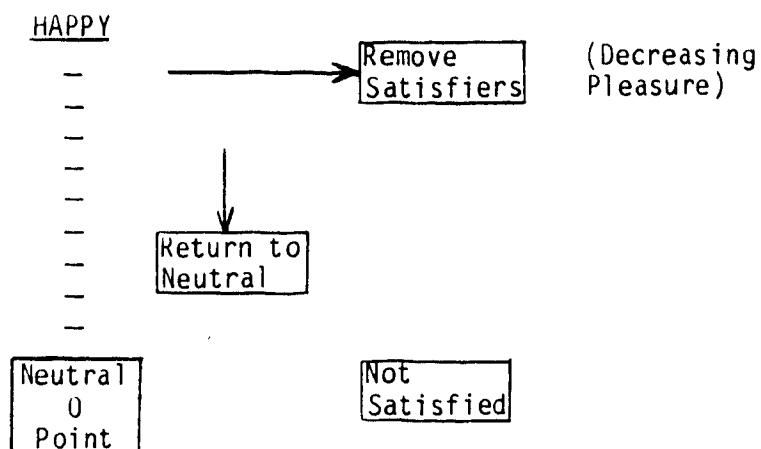 HAPPY
Remove
Satisfiers
(Decreasing
Pleasure)
Return to
Neutral
Neutral
0
Point
Not
Satisfied